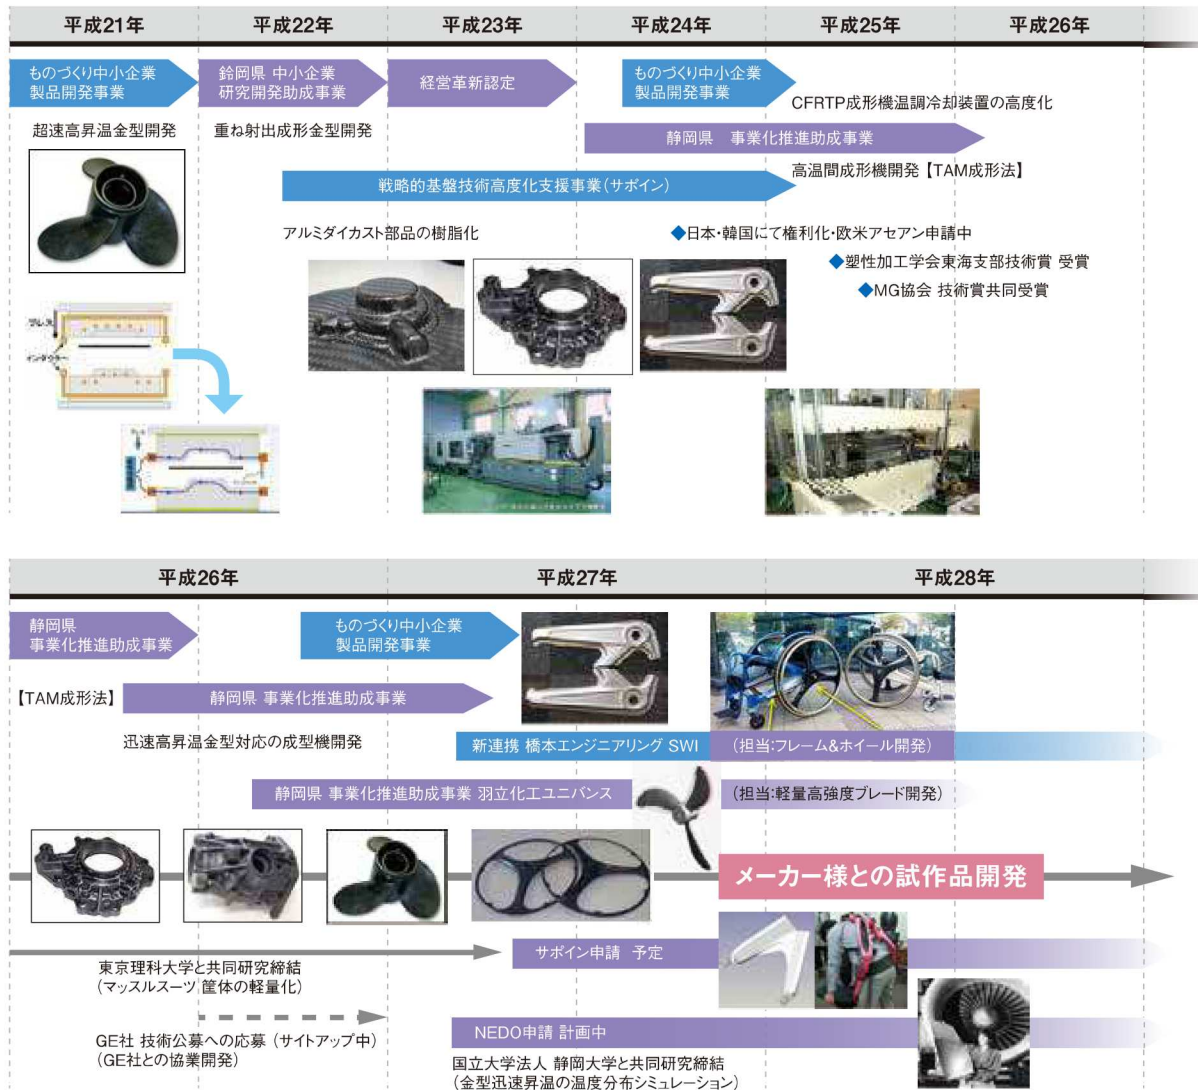 平成21年
平成22年
平成23年
平成24年
平成25年
平成26年
ものづくり中小企業
製品開発事業
鈴岡県 中小企業
研究開発助成事業
経営革新認定
ものづくり中小企業
製品開発事業
CFRTP成形機温調冷却装置の高度化
超速高昇温金型開発
重ね射出成形金型開発
静岡県 事業化推進助成事業
高温間成形機開発【TAM成形法】
戦略的基盤技術高度化支援事業(サポイン)
アルミダイカスト部品の樹脂化
◆日本・韓国にて権利化・欧米アセアン申請中
◆塑性加工学会東海支部技術賞 受賞
◆MG協会 技術賞共同受賞
プレス
インダクター
平成26年
平成27年
平成28年
静岡県
事業化推進助成事業
ものづくり中小企業
製品開発事業
【TAM成形法】
静岡県 事業化推進助成事業
迅速高昇温金型対応の成型機開発
新連携 橋本エンジニアリング SWI
(担当:フレーム&ホイール開発)
静岡県 事業化推進助成事業 羽立化工ユニバンス
(担当:軽量高強度ブレード開発)
メーカー様との試作品開発
サポイン申請 予定
東京理科大学と共同研究締結
(マッスルスーツ 筐体の軽量化)
GE社 技術公募への応募 (サイトアップ中)
(GE社との協業開発)
NEDO申請 計画中
国立大学法人 静岡大学と共同研究締結
(金型迅速昇温の温度分布シミュレーション)